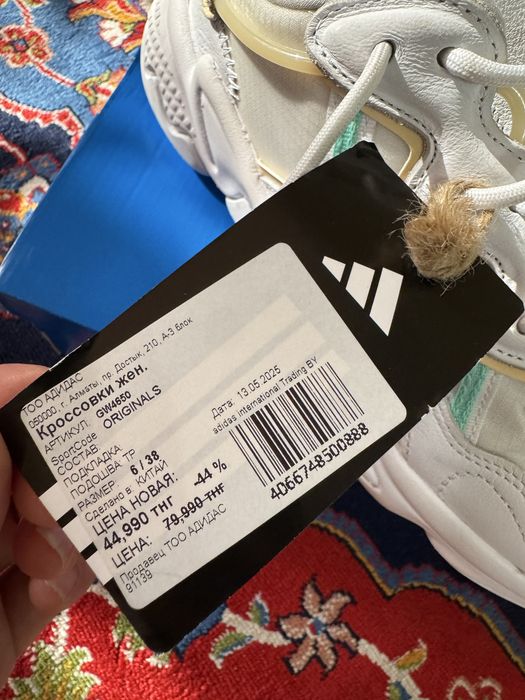 ТОО АДИДАС
050000, г. Алматы, пр. Достык, 210, А-3 блок
Кроссовки жен.
АРТИКУЛ: GW4650
SportCode ORIGINALS
СОСТАВ:
ПОДКЛАДКА
ПОДОШВА: ТР
РАЗМЕР: 6 / 38
Сделано в: КИТАЙ
ЦЕНА НОВАЯ:
44,990 ТНГ -44 %
ЦЕНА: 79,990 ТНГ
Продавец ТОО АДИДАС
91139
Дата: 13.05.2025
adidas International Trading BV
4066748500888